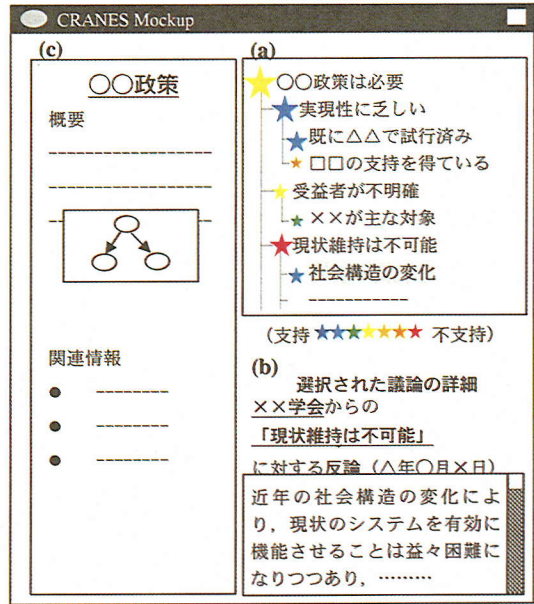 CRANES Mockup
(c)
○○政策
概要
関連情報
(a)
○○政策は必要
実現性に乏しい
既に△△で試行済み
□□の支持を得ている
受益者が不明確
××が主な対象
現状維持は不可能
社会構造の変化
(支持 ★★★★★★★ 不支持)
(b)
選択された議論の詳細
××学会からの
「現状維持は不可能」
に対する反論（△年○月×日）
近年の社会構造の変化によ
り，現状のシステムを有効に
機能させることは益々困難に
なりつつあり，………